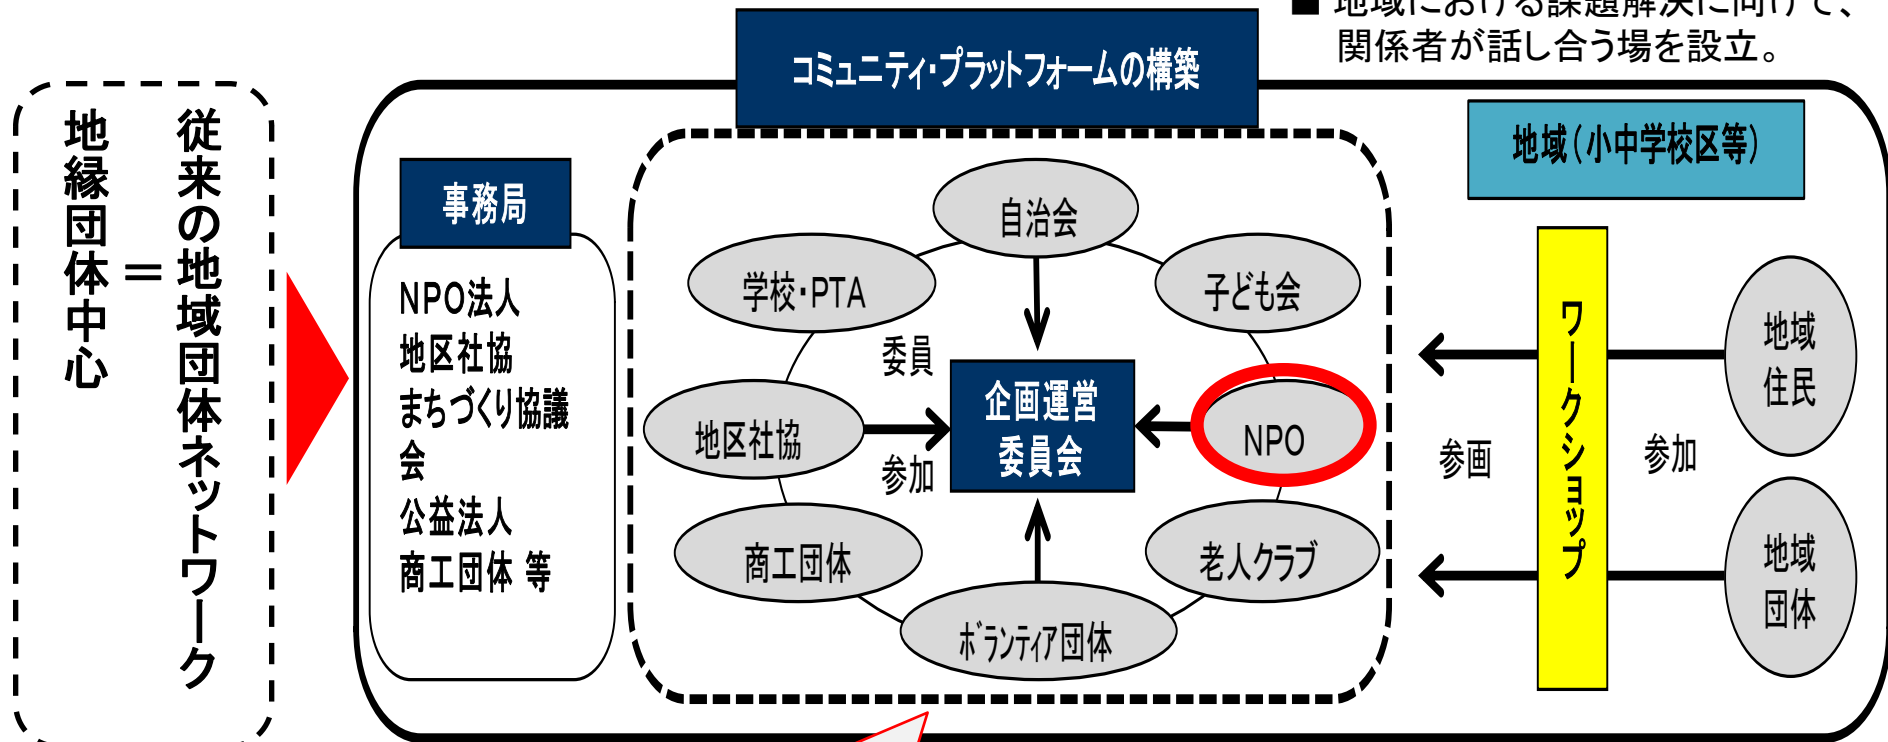 ■ 地域における課題解決に向けて、
関係者が話し合う場を設立。
コミュニティ・プラットフォームの構築
従来の地域団体ネットワーク
＝
地縁団体中心
事務局
NPO法人
地区社協
まちづくり協議
会
公益法人
商工団体 等
自治会
学校・PTA
子ども会
委員
企画運営
委員会
地区社協
参加
NPO
商工団体
老人クラブ
ボランティア団体
地域（小中学校区等）
参画
ワークショップ
参加
地域
住民
地域
団体